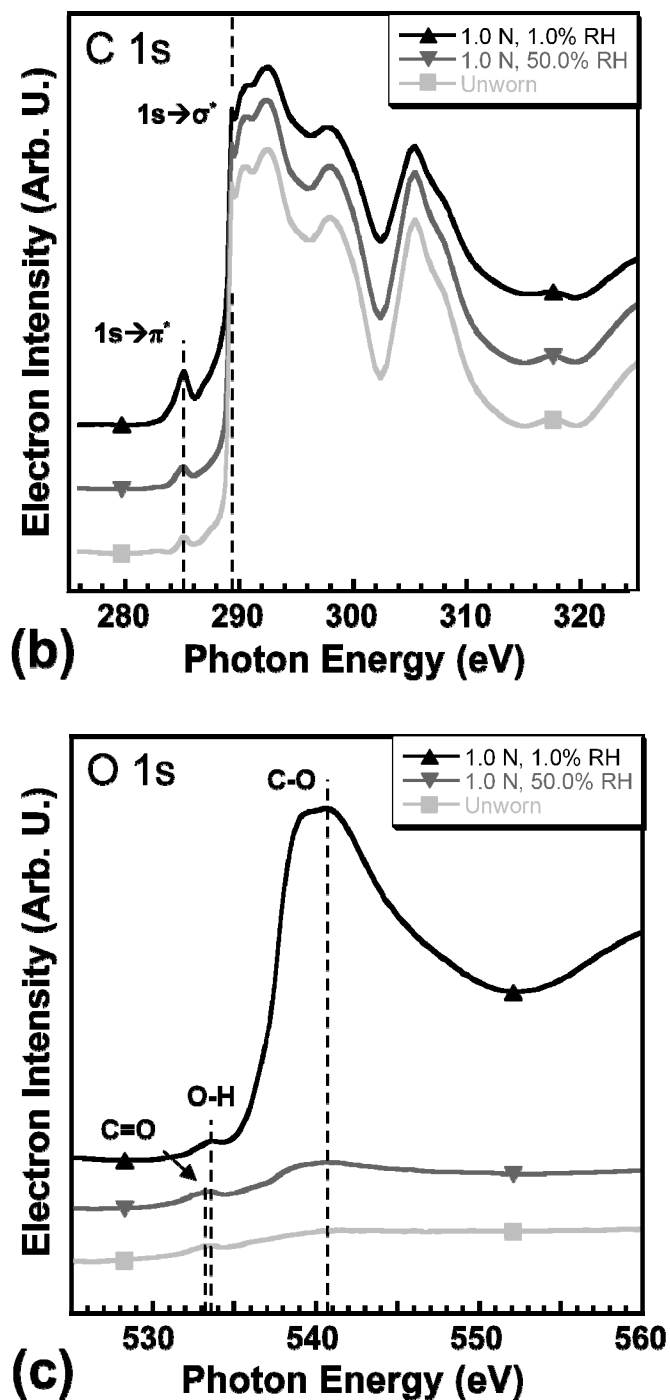 C 1s
1.0 N, 1.0% RH
1.0 N, 50.0% RH
Unworn
1s→σ*
1s→π*
Electron Intensity (Arb. U.)
280 290 300 310 320
(b) Photon Energy (eV)
O 1s
1.0 N, 1.0% RH
1.0 N, 50.0% RH
Unworn
C-O
O-H
C=O
Electron Intensity (Arb. U.)
530 540 550 560
(c) Photon Energy (eV)